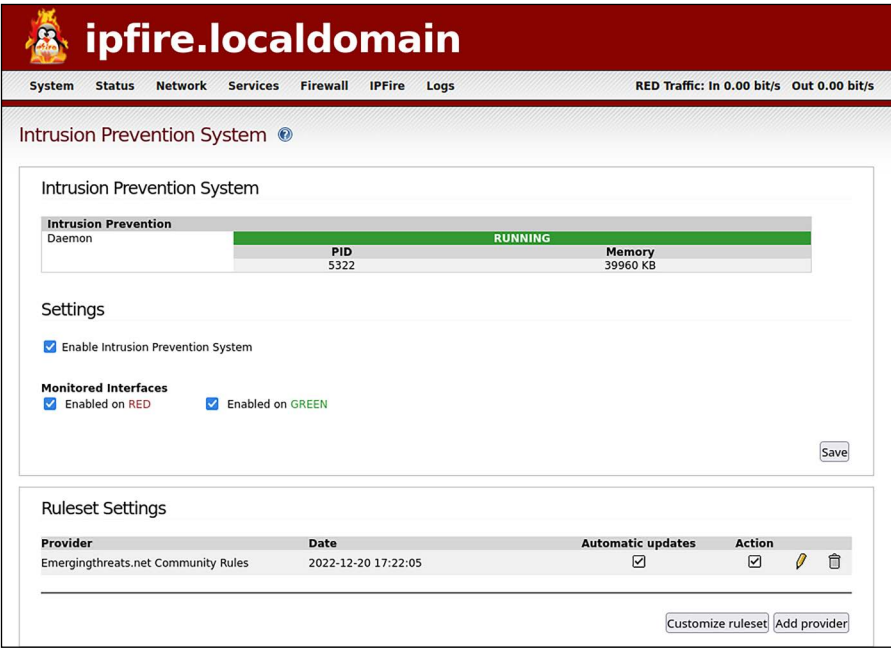 ipfire.localdomain
System Status Network Services Firewall IPFire Logs RED Traffic: In 0.00 bit/s Out 0.00 bit/s
Intrusion Prevention System ?
Intrusion Prevention System
Intrusion Prevention
Daemon RUNNING
PID Memory
5322 39960 KB
Settings
Enable Intrusion Prevention System
Monitored Interfaces
Enabled on RED Enabled on GREEN
Save
Ruleset Settings
Provider Date Automatic updates Action
Emergingthreats.net Community Rules 2022-12-20 17:22:05
Customize ruleset Add provider